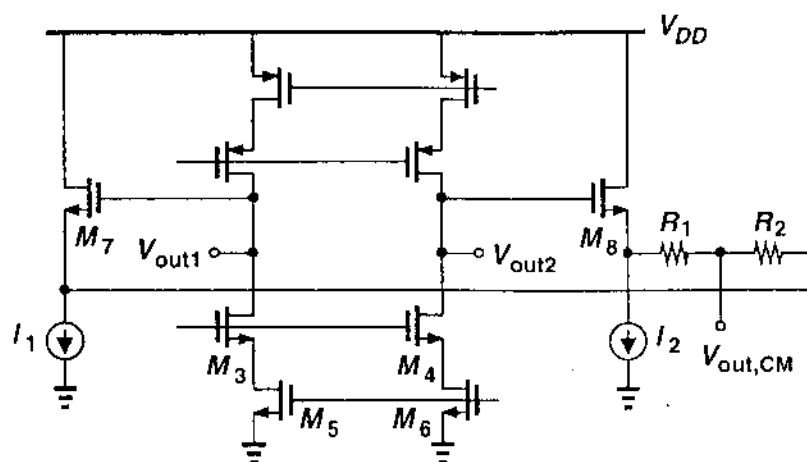 V_DD
M_7
V_out1
V_out2
M_8
R_1
R_2
I_1
M_3
M_4
I_2
V_out,CM
M_5
M_6